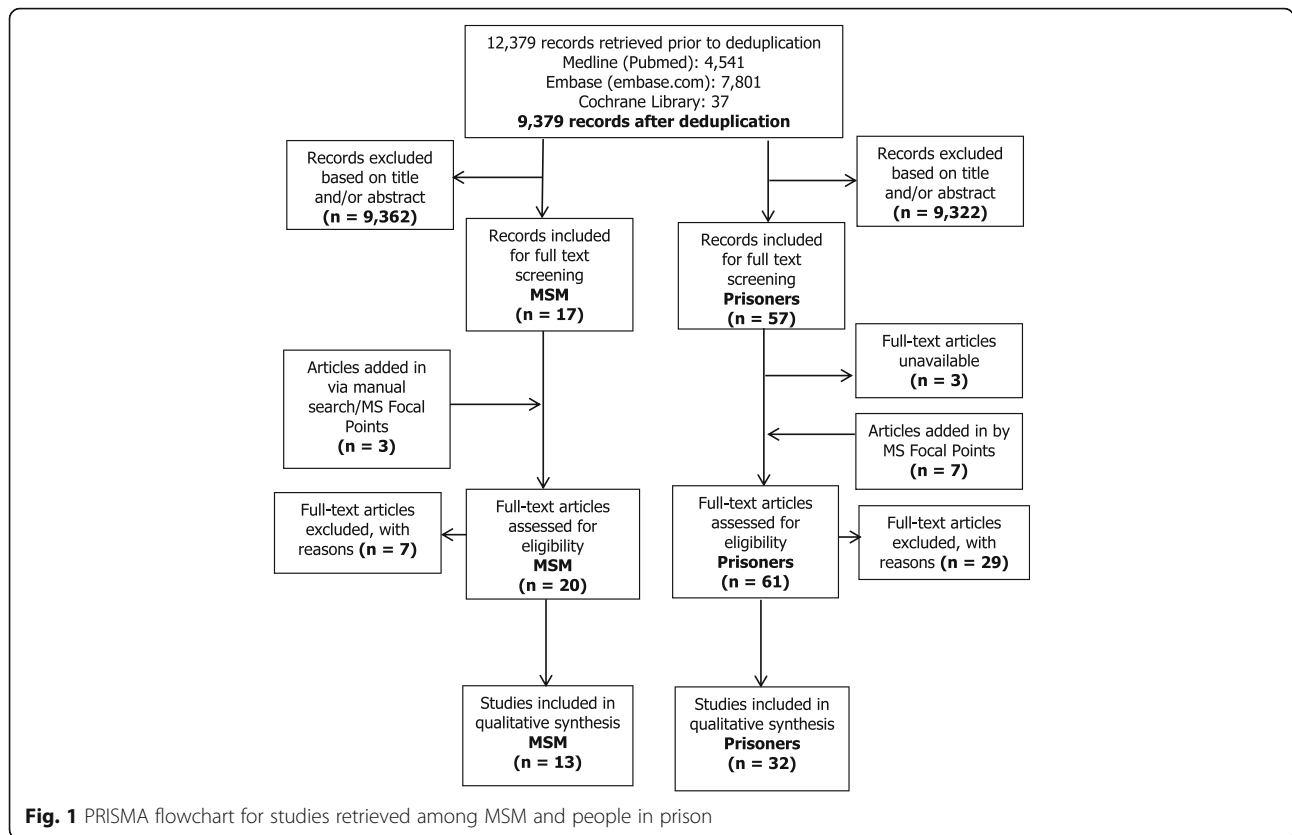 12,379 records retrieved prior to deduplication
Medline (Pubmed): 4,541
Embase (embase.com): 7,801
Cochrane Library: 37
9,379 records after deduplication
Records excluded
based on title
and/or abstract
(n = 9,362)
Records excluded
based on title
and/or abstract
(n = 9,322)
Records included
for full text
screening
MSM
(n = 17)
Records included
for full text
screening
Prisoners
(n = 57)
Articles added in
via manual
search/MS Focal
Points
(n = 3)
Full-text articles
unavailable
(n = 3)
Articles added in by
MS Focal Points
(n = 7)
Full-text articles
excluded, with
reasons (n = 7)
Full-text articles
assessed for
eligibility
MSM
(n = 20)
Full-text articles
assessed for
eligibility
Prisoners
(n = 61)
Full-text articles
excluded, with
reasons (n = 29)
Studies included in
qualitative synthesis
MSM
(n = 13)
Studies included in
qualitative synthesis
Prisoners
(n = 32)
Fig. 1 PRISMA flowchart for studies retrieved among MSM and people in prison